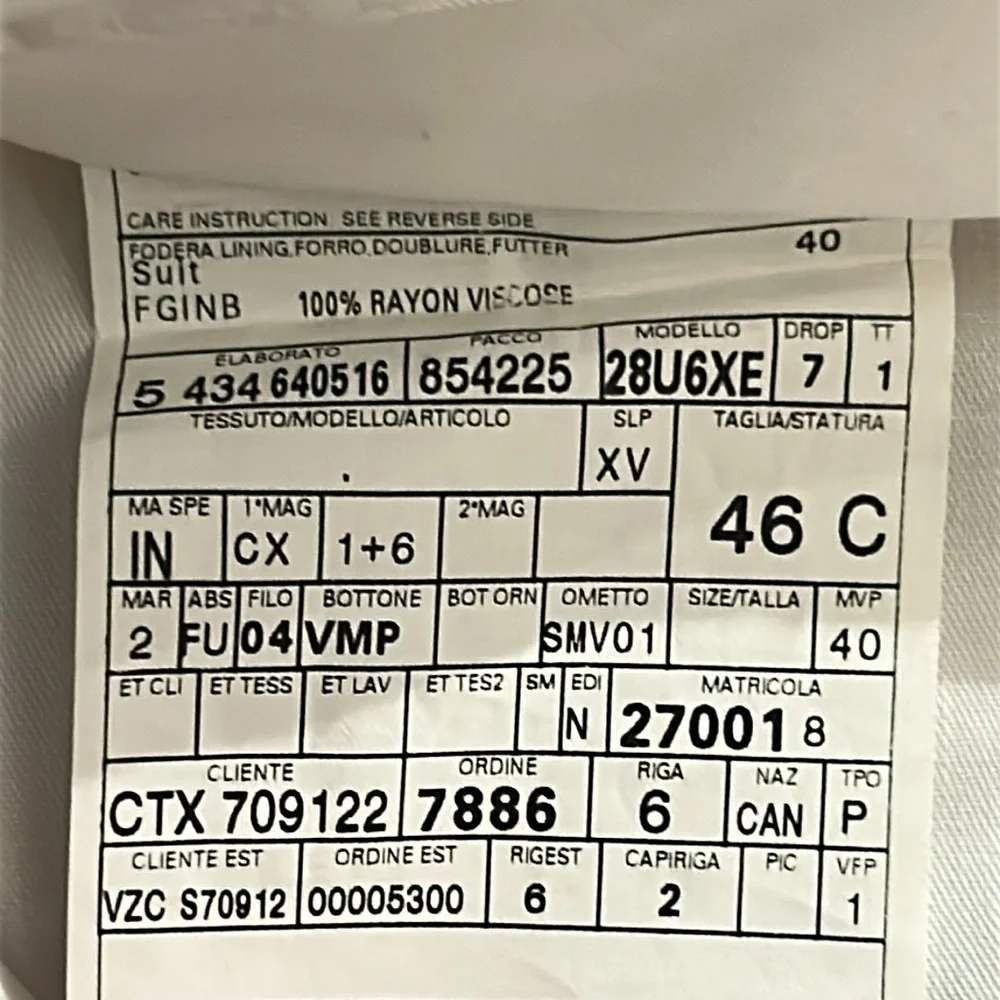 CARE INSTRUCTION SEE REVERSE SIDE
FODERA LINING,FORRO,DOUBLURE,FUTTER 40
Suit
FGINB 100% RAYON VISCOSE
ELABORATO PACCO MODELLO DROP TT
5 434 640516 854225 28U6XE 7 1
TESSUTO/MODELLO/ARTICOLO SLP TAGLIA/STATURA
XV
46 C
MA SPE 1°MAG 2°MAG
IN CX 1+6
MAR ABS FILO BOTTONE BOT ORN OMETTO SIZE/TALLA MVP
2 FU 04 VMP SMV01 40
ET CLI ET TESS ET LAV ET TES2 SM EDI MATRICOLA
N 27001 8
CLIENTE ORDINE RIGA NAZ TPO
CTX 709122 7886 6 CAN P
CLIENTE EST ORDINE EST RIGEST CAPIRIGA PIC VFP
VZC S70912 00005300 6 2 1